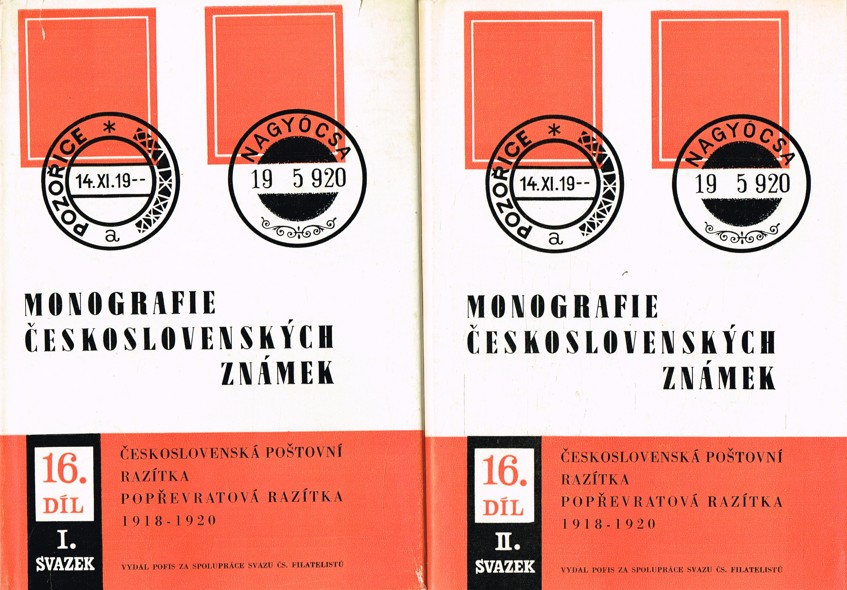 POZOŘICE *
14.XI.19--
a
NAGYÓCSA
19 5 920
MONOGRAFIE
ČESKOSLOVENSKÝCH
ZNÁMEK
16.
DÍL
I.
SVAZEK
ČESKOSLOVENSKÁ POŠTOVNÍ
RAZÍTKA
POPŘEVRATOVÁ RAZÍTKA
1918-1920
VYDAL POFIS ZA SPOLUPRÁCE SVAZU ČS. FILATELISTŮ
POZOŘICE *
14.XI.19--
a
NAGYÓCSA
19 5 920
MONOGRAFIE
ČESKOSLOVENSKÝCH
ZNÁMEK
16.
DÍL
II.
SVAZEK
ČESKOSLOVENSKÁ POŠTOVNÍ
RAZÍTKA
POPŘEVRATOVÁ RAZÍTKA
1918-1920
VYDAL POFIS ZA SPOLUPRÁCE SVAZU ČS. FILATELISTŮ